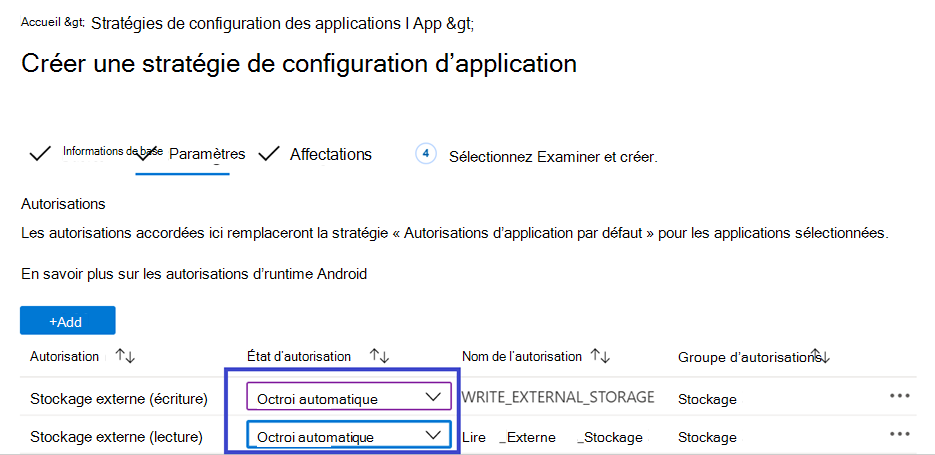 Accueil &gt; Stratégies de configuration des applications I App &gt;
Créer une stratégie de configuration d’application
Informations de base Paramètres Affectations 4 Sélectionnez Examiner et créer.
Autorisations
Les autorisations accordées ici remplaceront la stratégie « Autorisations d’application par défaut » pour les applications sélectionnées.
En savoir plus sur les autorisations d’runtime Android
+Add
Autorisation État d’autorisation Nom de l’autorisation Groupe d’autorisations
Stockage externe (écriture) Octroi automatique WRITE_EXTERNAL_STORAGE Stockage
Stockage externe (lecture) Octroi automatique Lire _Externe _Stockage Stockage